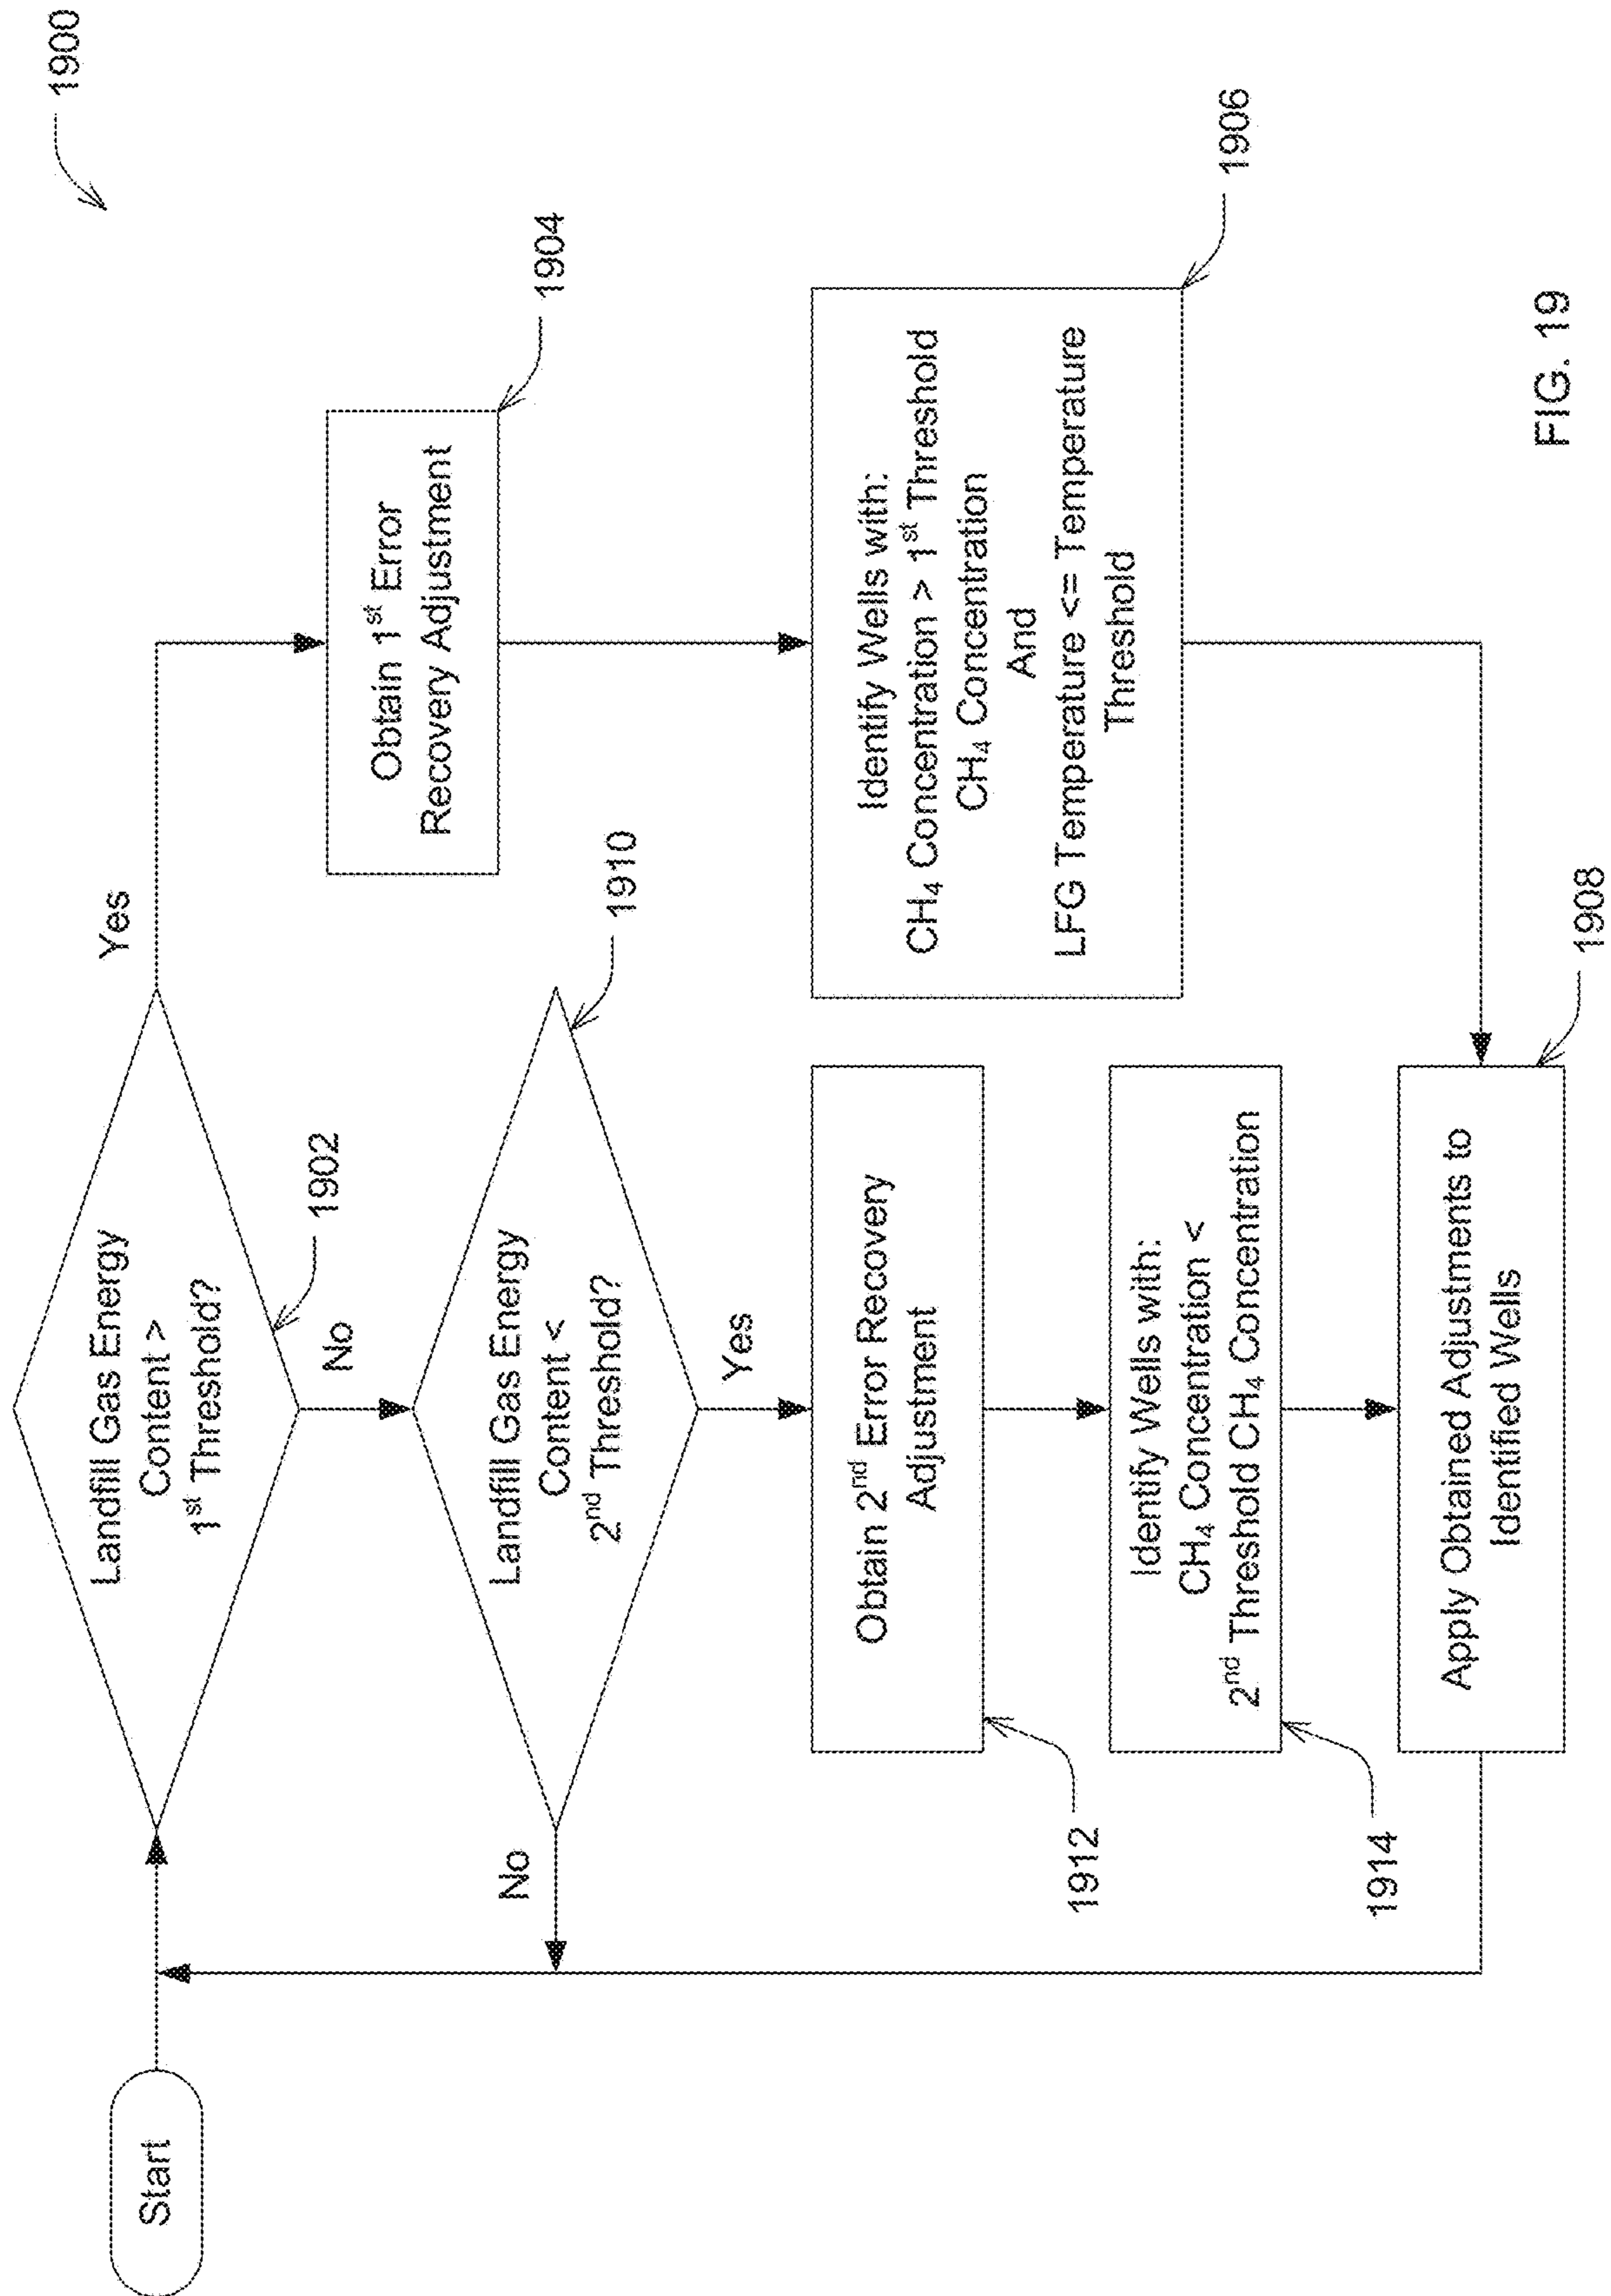 1900
Start
Landfill Gas Energy
Content >
1st Threshold?
Yes
1902
No
Obtain 1st Error
Recovery Adjustment
1904
Landfill Gas Energy
Content <
2nd Threshold?
1910
No
Yes
Identify Wells with:
CH4 Concentration > 1st Threshold
CH4 Concentration
And
LFG Temperature <= Temperature
Threshold
1906
Obtain 2nd Error Recovery
Adjustment
1912
Identify Wells with:
CH4 Concentration <
2nd Threshold CH4 Concentration
1914
Apply Obtained Adjustments to
Identified Wells
1908
FIG. 19